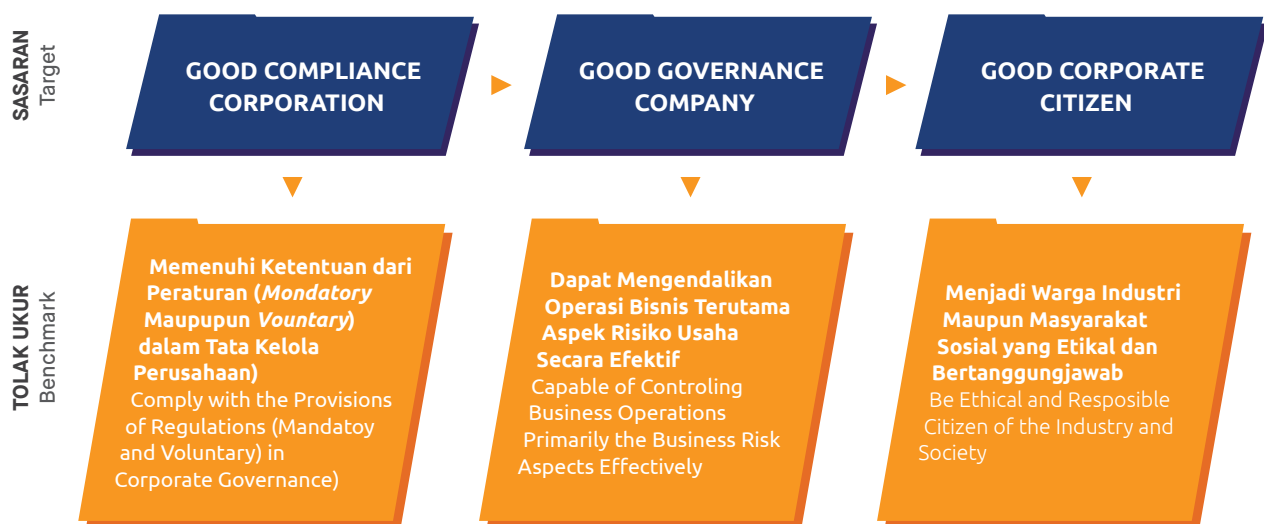 SASARAN
Target
GOOD COMPLIANCE
CORPORATION
GOOD GOVERNANCE
COMPANY
GOOD CORPORATE
CITIZEN
TOLAK UKUR
Benchmark
Memenuhi Ketentuan dari
Peraturan (Mondatory
Maupupun Vountary)
dalam Tata Kelola
Perusahaan)
Comply with the Provisions
of Regulations (Mandatoy
and Voluntary) in
Corporate Governance)
Dapat Mengendalikan
Operasi Bisnis Terutama
Aspek Risiko Usaha
Secara Efektif
Capable of Controling
Business Operations
Primarily the Business Risk
Aspects Effectively
Menjadi Warga Industri
Maupun Masyarakat
Sosial yang Etikal dan
Bertanggungjawab
Be Ethical and Resposible
Citizen of the Industry and
Society